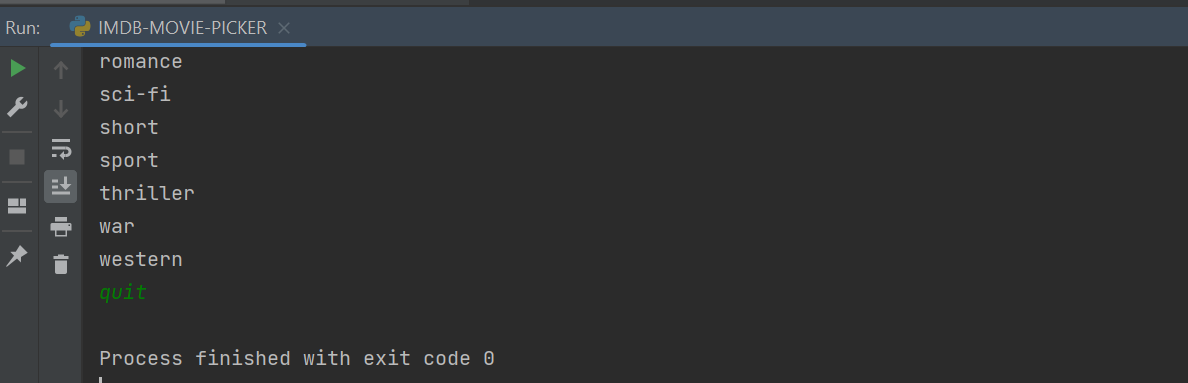 Run: IMDB-MOVIE-PICKER
romance
sci-fi
short
sport
thriller
war
western
quit
Process finished with exit code 0